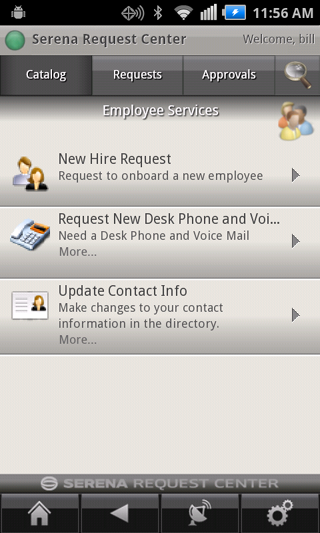 11:56 AM
Serena Request Center
Welcome, bill
Catalog
Requests
Approvals
Employee Services
New Hire Request
Request to onboard a new employee
Request New Desk Phone and Voi...
Need a Desk Phone and Voice Mail
More...
Update Contact Info
Make changes to your contact
information in the directory.
More...
SERENA REQUEST CENTER